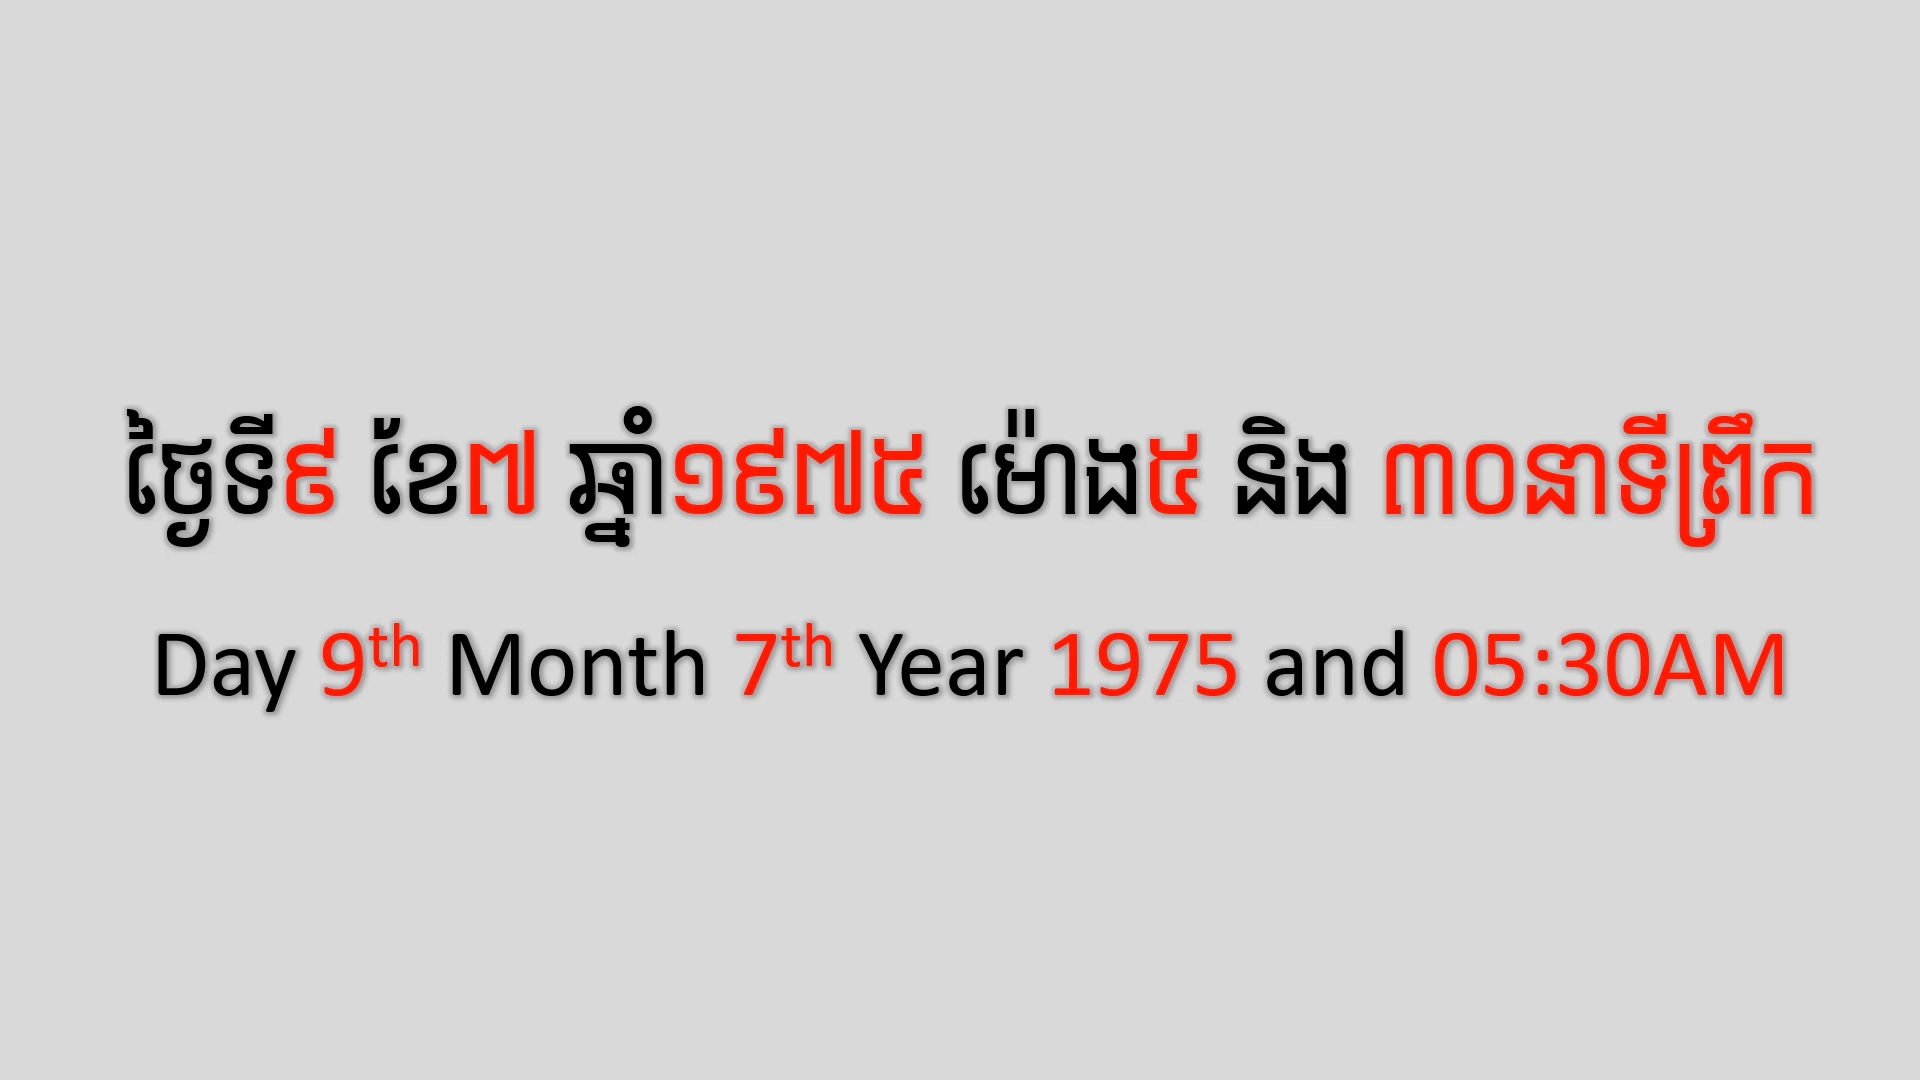 ថ្ងៃទី៩ ខែ៧ ឆ្នាំ១៩៧៥ ម៉ោង៥ និង ៣០នាទីព្រឹក
Day 9th Month 7th Year 1975 and 05:30AM